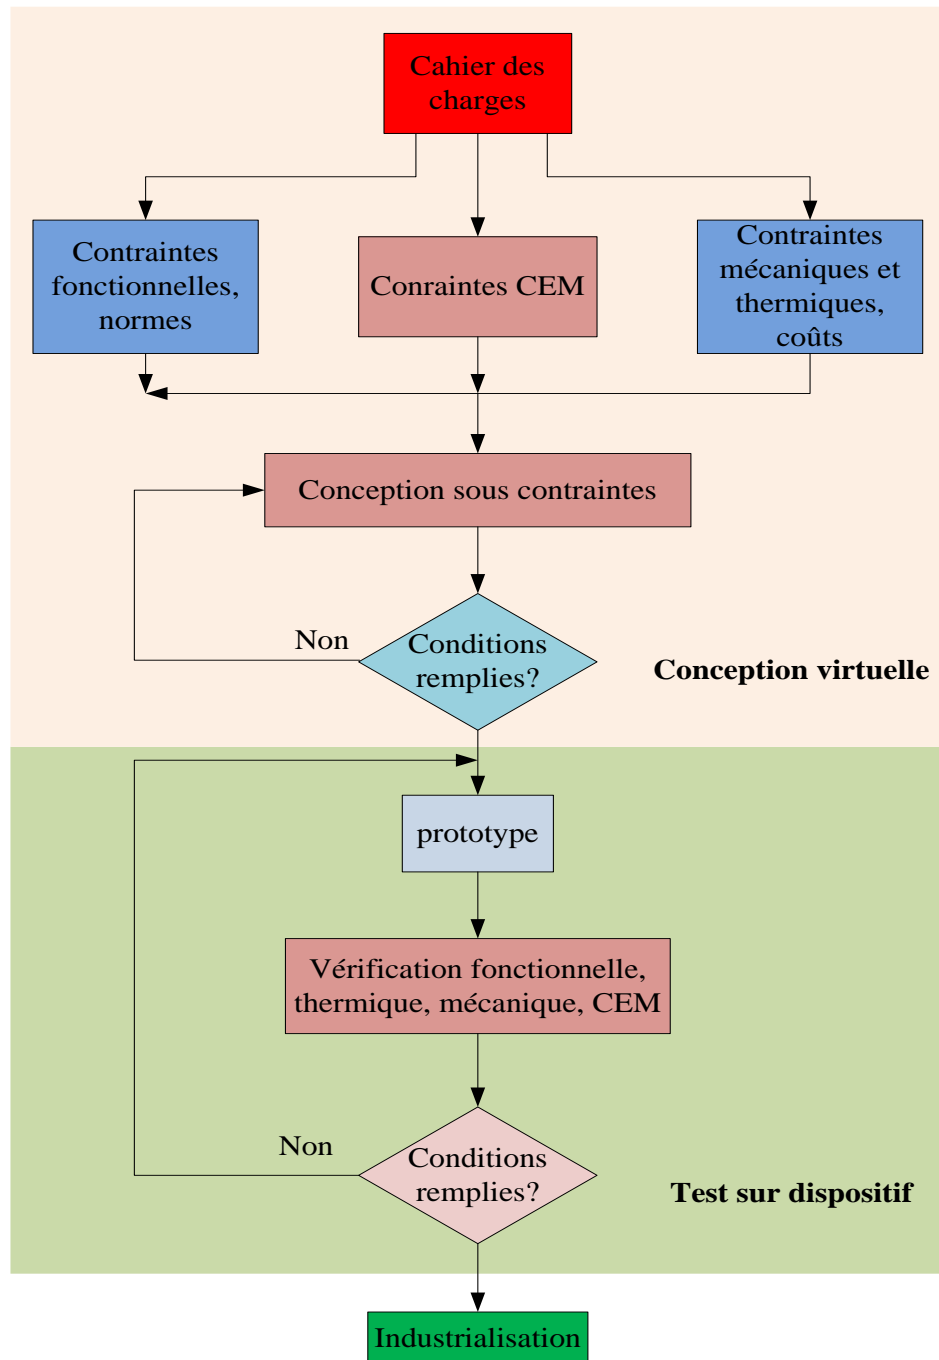 Cahier des
charges
Contraintes
fonctionnelles,
normes
Conraintes CEM
Contraintes
mécaniques et
thermiques,
coûts
Conception sous contraintes
Non
Conditions
remplies?
Conception virtuelle
prototype
Vérification fonctionnelle,
thermique, mécanique, CEM
Non
Conditions
remplies?
Test sur dispositif
Industrialisation